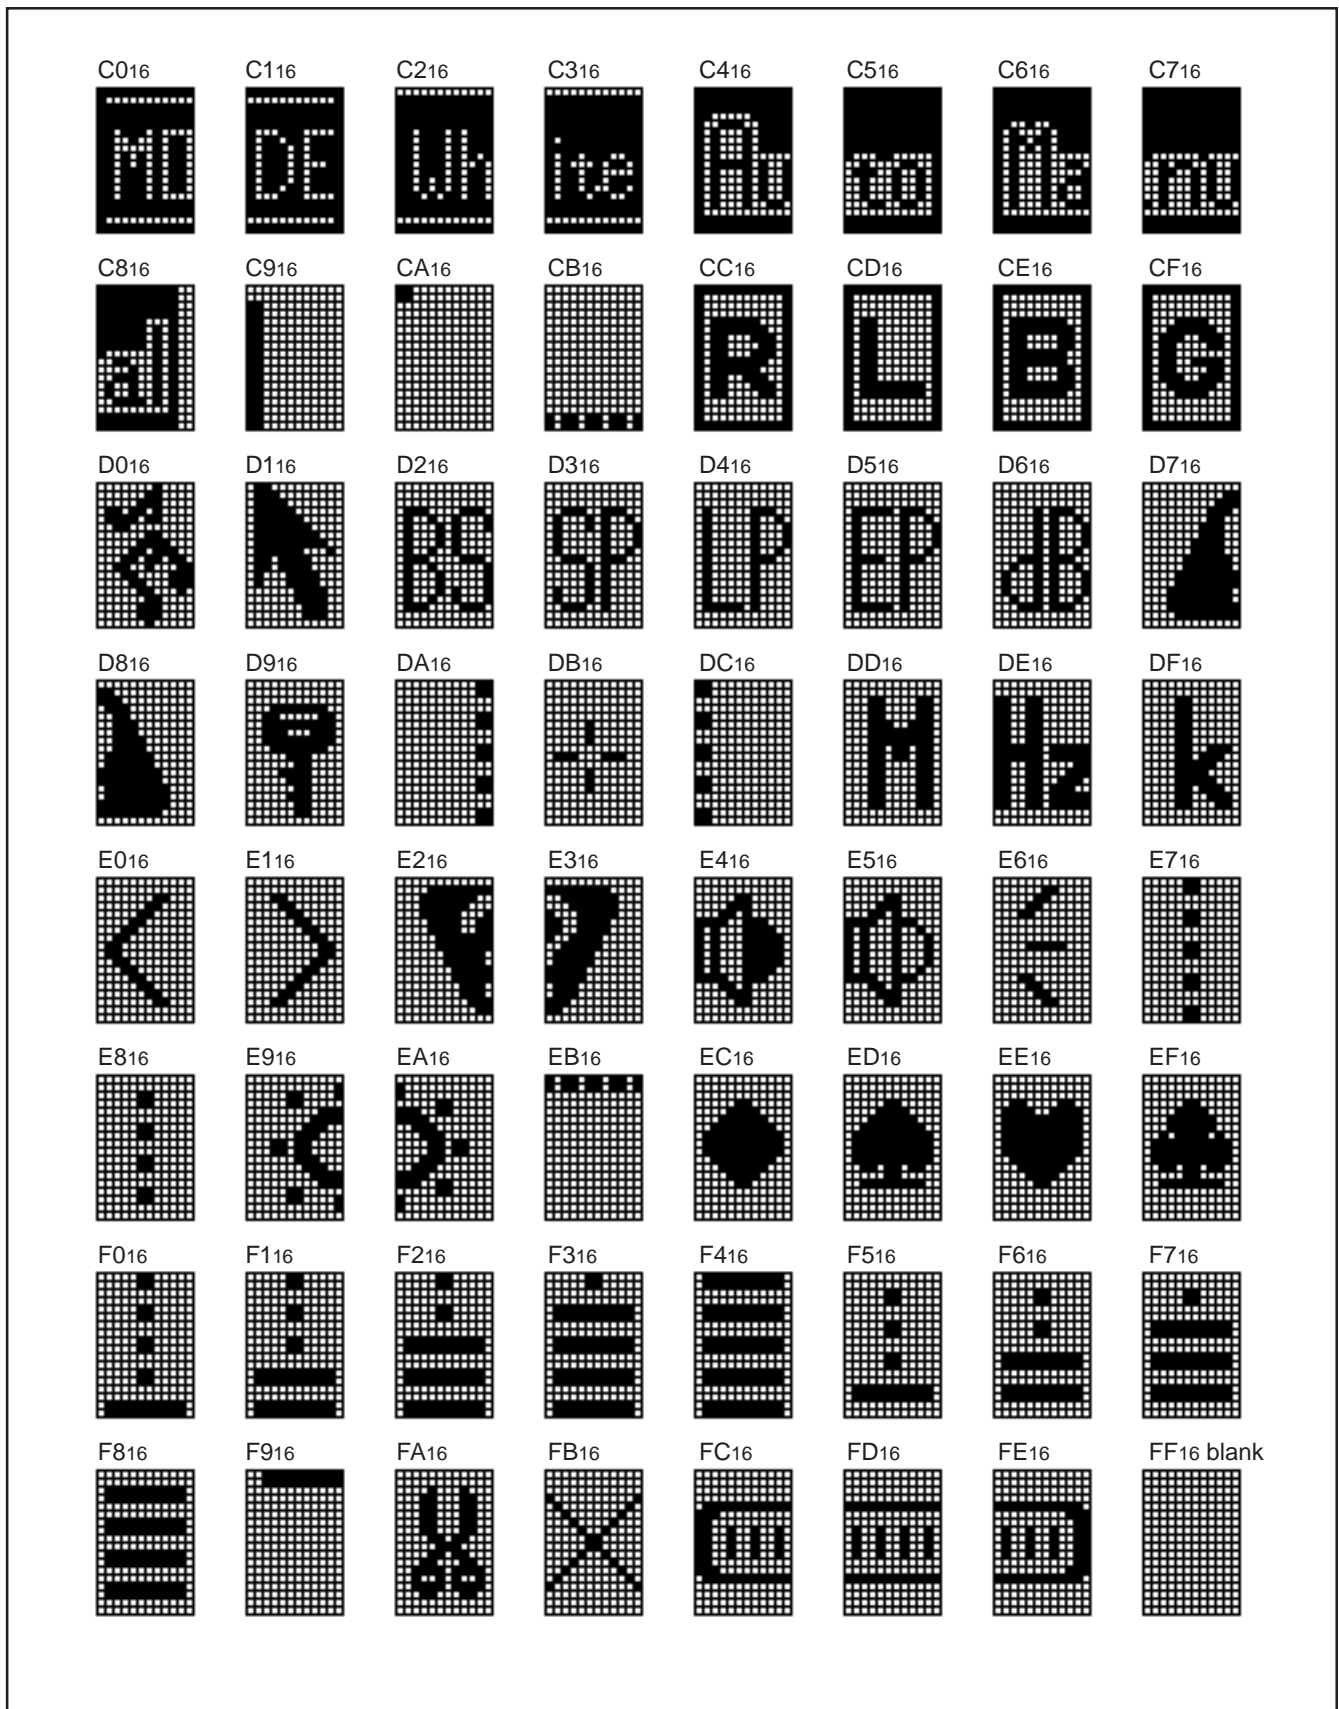 C016 C116 C216 C316 C416 C516 C616 C716
MO DE Wh ite Au to Ma nu
C816 C916 CA16 CB16 CC16 CD16 CE16 CF16
al R L B G
D016 D116 D216 D316 D416 D516 D616 D716
BS SP LP EP dB
D816 D916 DA16 DB16 DC16 DD16 DE16 DF16
M Hz k
E016 E116 E216 E316 E416 E516 E616 E716
E816 E916 EA16 EB16 EC16 ED16 EE16 EF16
F016 F116 F216 F316 F416 F516 F616 F716
F816 F916 FA16 FB16 FC16 FD16 FE16 FF16 blank